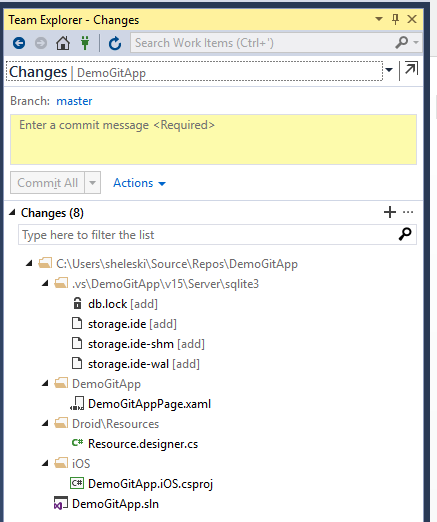 Team Explorer - Changes
Search Work Items (Ctrl+')
Changes | DemoGitApp
Branch: master
Enter a commit message <Required>
Commit All Actions
Changes (8)
Type here to filter the list
C:\Users\sheleski\Source\Repos\DemoGitApp
.vs\DemoGitApp\v15\Server\sqlite3
db.lock [add]
storage.ide [add]
storage.ide-shm [add]
storage.ide-wal [add]
DemoGitApp
DemoGitAppPage.xaml
Droid\Resources
C# Resource.designer.cs
iOS
C# DemoGitApp.iOS.csproj
DemoGitApp.sln